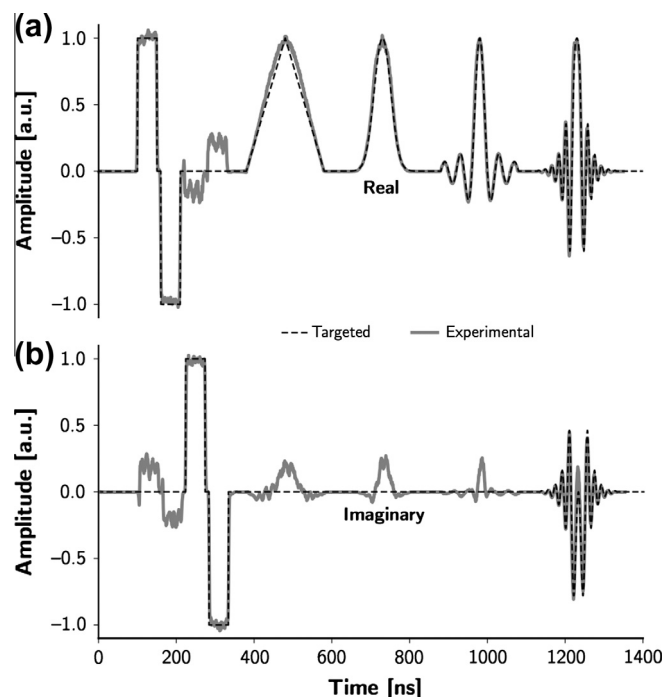 (a)
Amplitude [a.u.]
1.0
0.5
0.0
−0.5
−1.0
Real
Targeted
Experimental
(b)
Amplitude [a.u.]
1.0
0.5
0.0
−0.5
−1.0
Imaginary
0 200 400 600 800 1000 1200 1400
Time [ns]